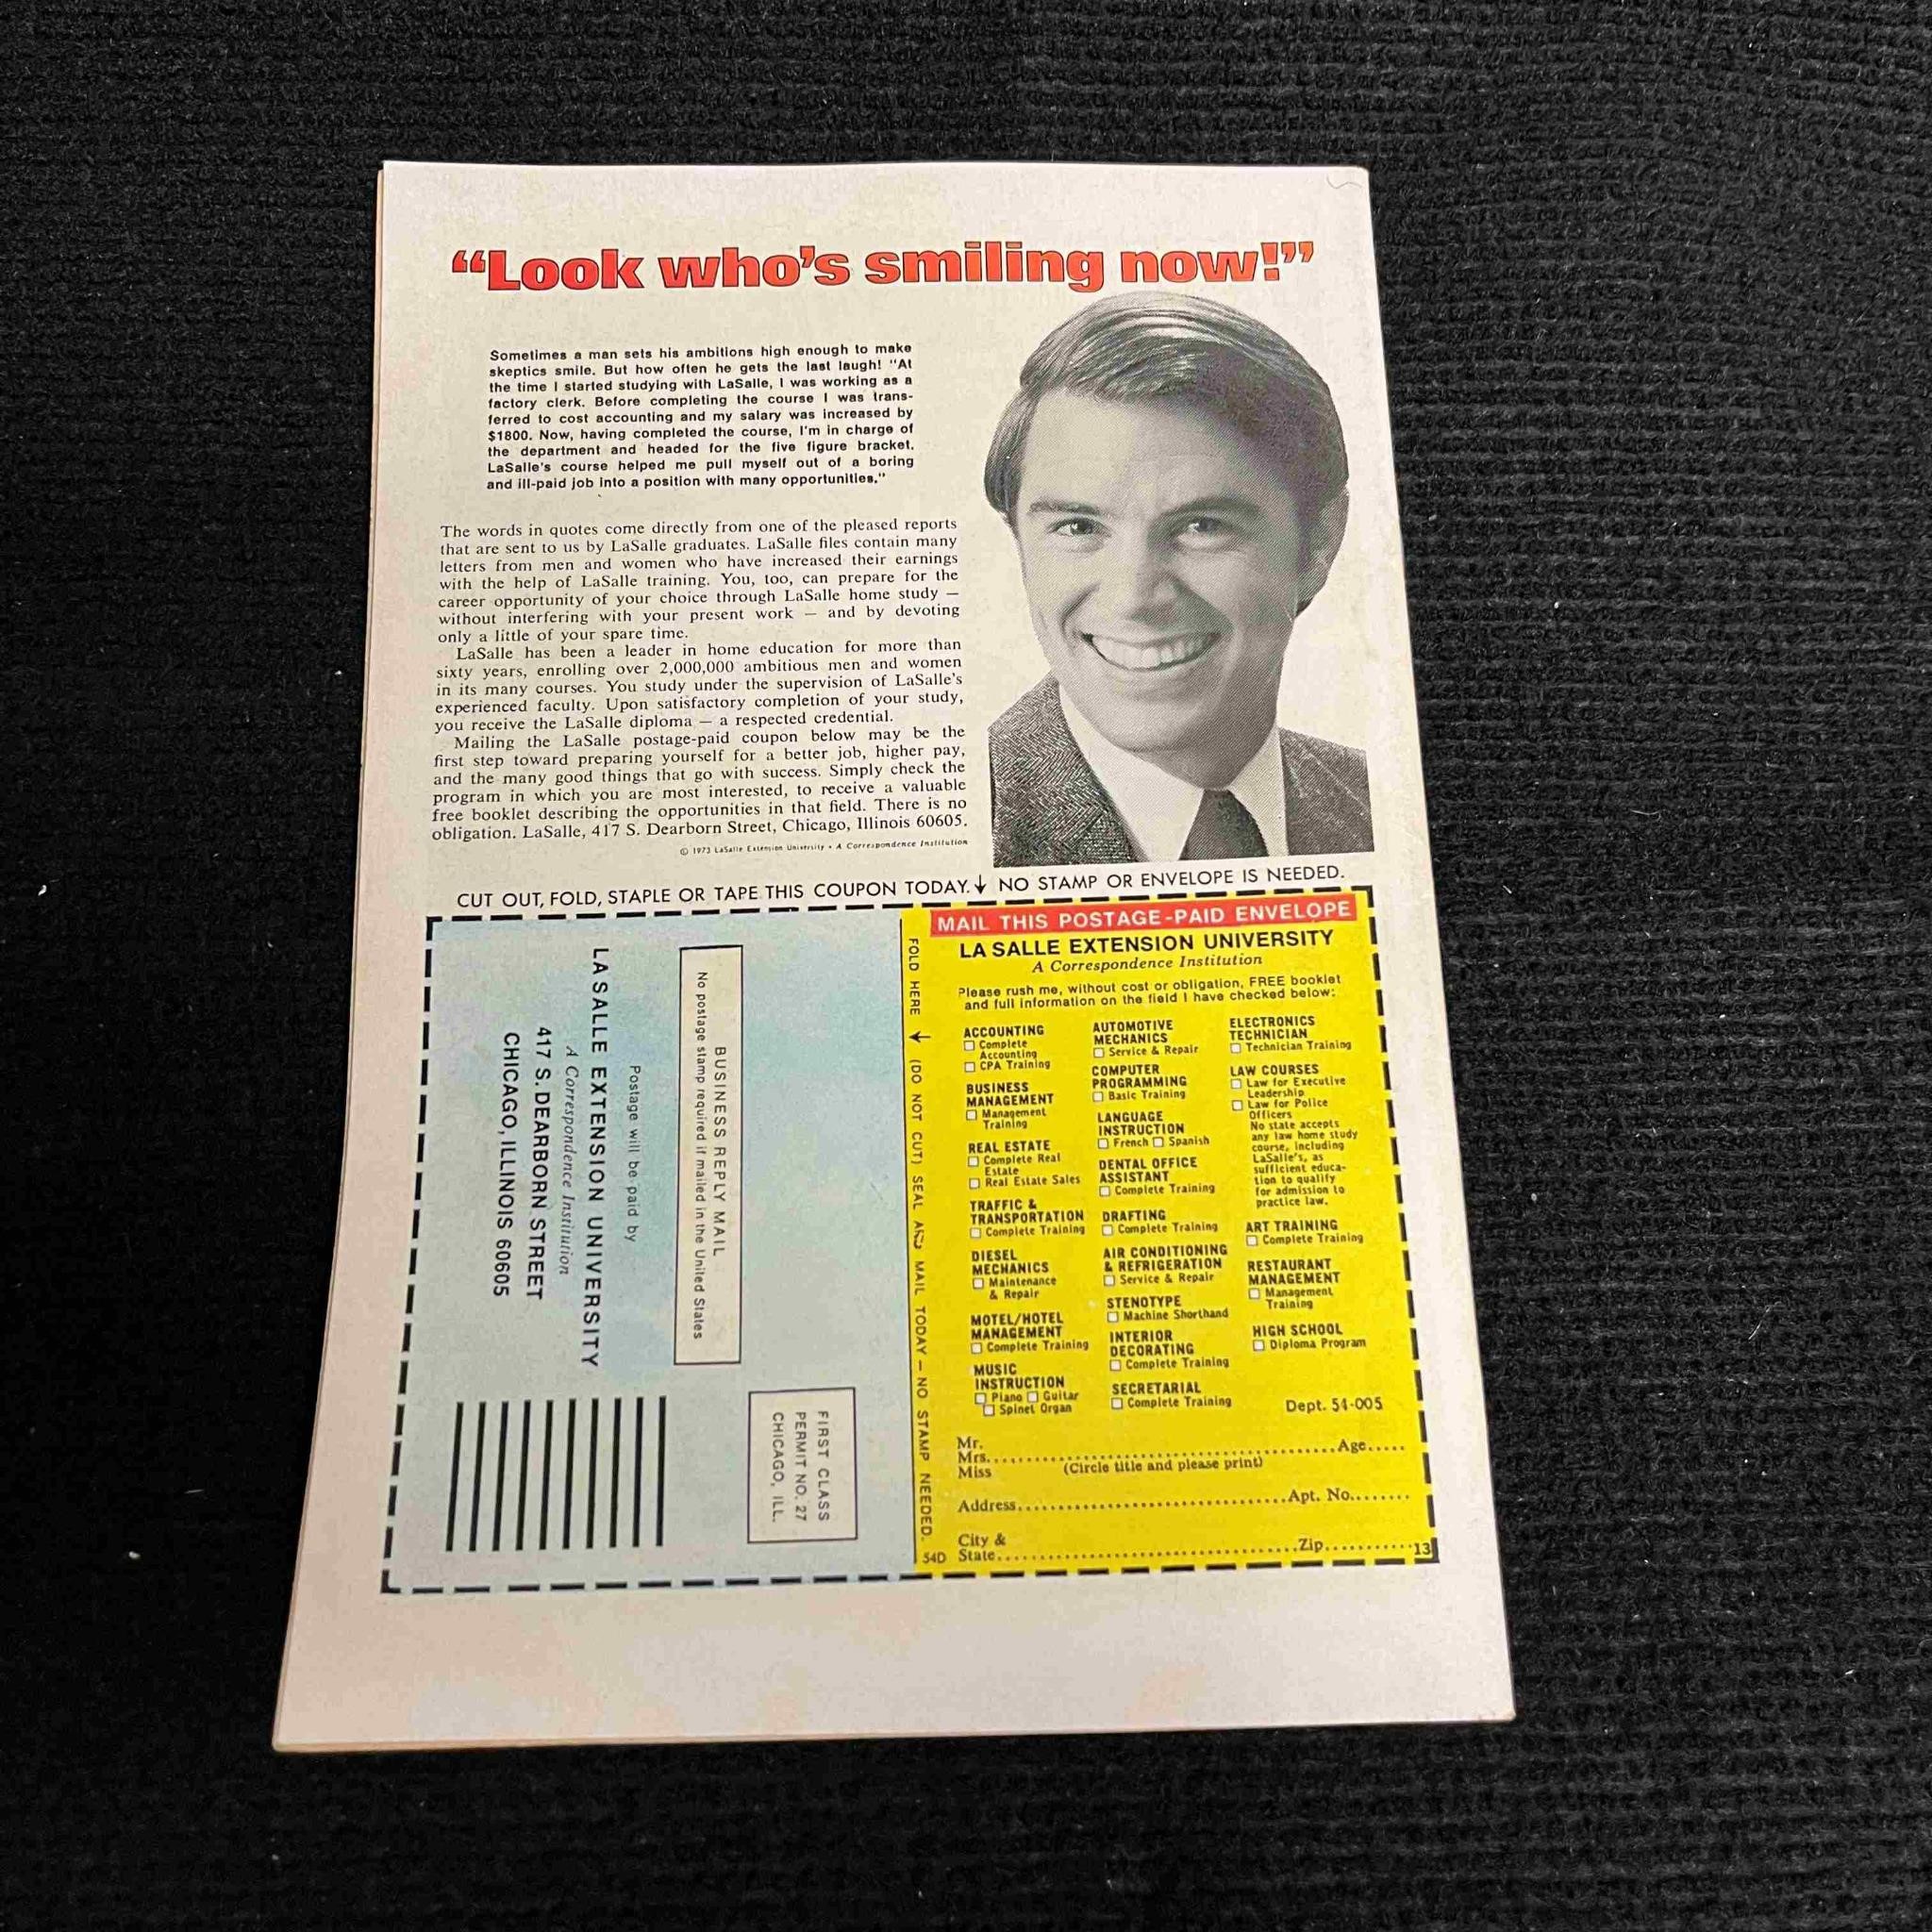 “Look who’s smiling now!”
Sometimes a man sets his ambitions high enough to make
skeptics smile. But how often he gets the last laugh! “At
the time I started studying with LaSalle, I was working as a
factory clerk. Before completing the course I was trans-
ferred to cost accounting and my salary was increased by
$1800. Now, having completed the course, I’m in charge of
the department and headed for the five figure bracket.
LaSalle’s course helped me pull myself out of a boring
and ill-paid job into a position with many opportunities.”
The words in quotes come directly from one of the pleased reports
that are sent to us by LaSalle graduates. LaSalle files contain many
letters from men and women who have increased their earnings
with the help of LaSalle training. You, too, can prepare for the
career opportunity of your choice through LaSalle home study —
without interfering with your present work — and by devoting
only a little of your spare time.
LaSalle has been a leader in home education for more than
sixty years, enrolling over 2,000,000 ambitious men and women
in its many courses. You study under the supervision of LaSalle’s
experienced faculty. Upon satisfactory completion of your study,
you receive the LaSalle diploma — a respected credential.
Mailing the LaSalle postage-paid coupon below may be the
first step toward preparing yourself for a better job, higher pay,
and the many good things that go with success. Simply check the
program in which you are most interested, to receive a valuable
free booklet describing the opportunities in that field. There is no
obligation. LaSalle, 417 S. Dearborn Street, Chicago, Illinois 60605.
© 1973 LaSalle Extension University • A Correspondence Institution
CUT OUT, FOLD, STAPLE OR TAPE THIS COUPON TODAY. ↓ NO STAMP OR ENVELOPE IS NEEDED.
FIRST CLASS
PERMIT NO. 27
CHICAGO, ILL.
BUSINESS REPLY MAIL
No postage stamp required if mailed in the United States
Postage will be paid by
LASALLE EXTENSION UNIVERSITY
A Correspondence Institution
417 S. DEARBORN STREET
CHICAGO, ILLINOIS 60605
FOLD HERE → (DO NOT CUT) SEAL AND MAIL TODAY — NO STAMP NEEDED.
MAIL THIS POSTAGE-PAID ENVELOPE
LA SALLE EXTENSION UNIVERSITY
A Correspondence Institution
Please rush me, without cost or obligation, FREE booklet
and full information on the field I have checked below:
ACCOUNTING
☐ Complete
Accounting
☐ CPA Training
BUSINESS
MANAGEMENT
☐ Management
Training
REAL ESTATE
☐ Complete Real
Estate
☐ Real Estate Sales
TRAFFIC &
TRANSPORTATION
☐ Complete Training
DIESEL
MECHANICS
☐ Maintenance
& Repair
MOTEL/HOTEL
MANAGEMENT
☐ Complete Training
MUSIC
INSTRUCTION
☐ Piano ☐ Guitar
☐ Spinet Organ
AUTOMOTIVE
MECHANICS
☐ Service & Repair
COMPUTER
PROGRAMMING
☐ Basic Training
LANGUAGE
INSTRUCTION
☐ French ☐ Spanish
DENTAL OFFICE
ASSISTANT
☐ Complete Training
DRAFTING
☐ Complete Training
AIR CONDITIONING
& REFRIGERATION
☐ Service & Repair
STENOTYPE
☐ Machine Shorthand
INTERIOR
DECORATING
☐ Complete Training
SECRETARIAL
☐ Complete Training
ELECTRONICS
TECHNICIAN
☐ Technician Training
LAW COURSES
☐ Law for Executive
Leadership
☐ Law for Police
Officers
No state accepts
any law home study
course, including
LaSalle’s, as
sufficient educa-
tion to qualify
for admission to
practice law.
ART TRAINING
☐ Complete Training
RESTAURANT
MANAGEMENT
☐ Management
Training
HIGH SCHOOL
☐ Diploma Program
Dept. 54-005
Mr.
Mrs. ........ Age.....
Miss (Circle title and please print)
Address........ Apt. No........
City &
State........ Zip........ 13
54D